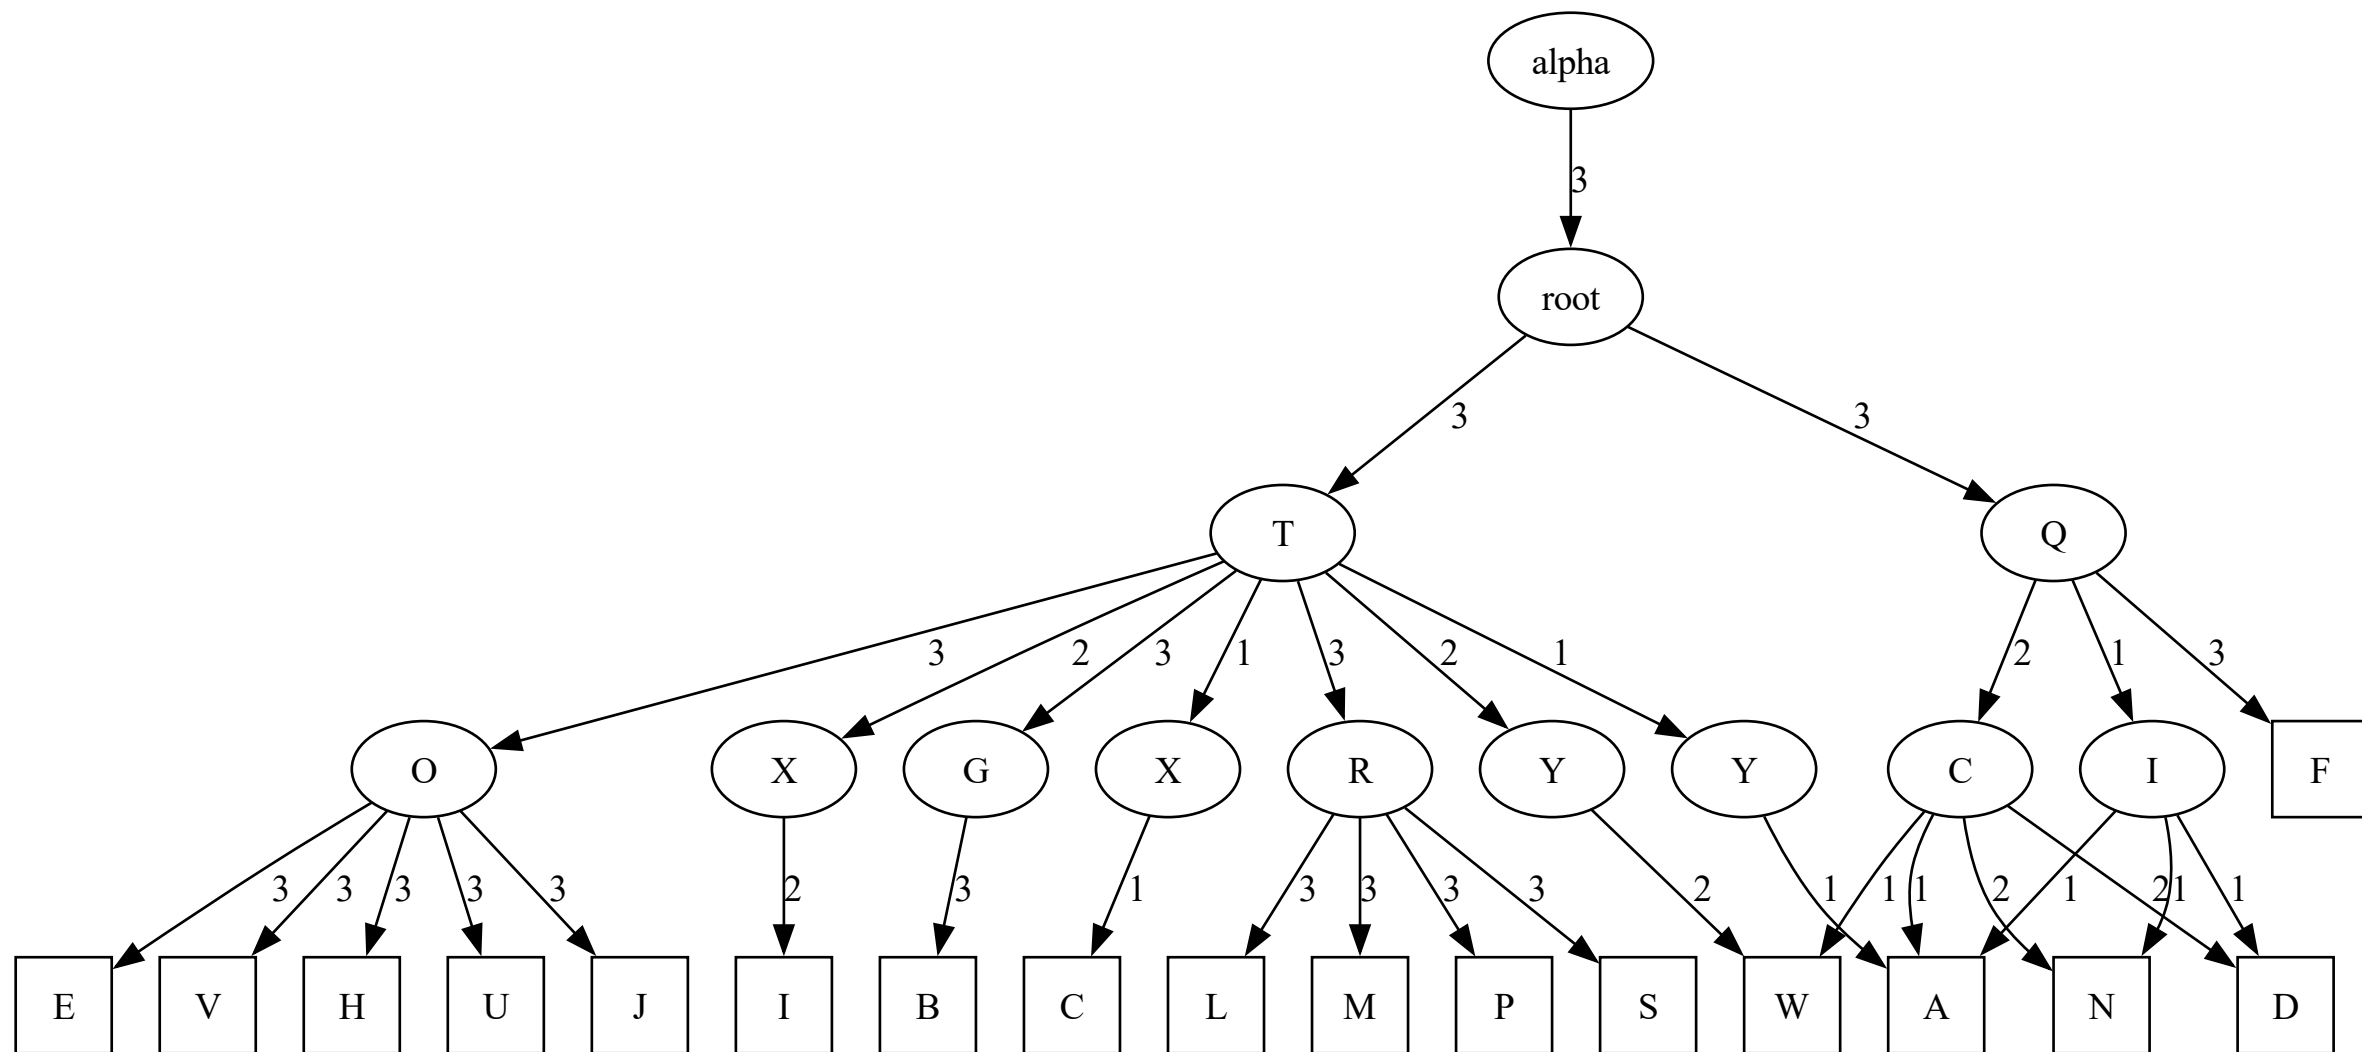 alpha
3
root
3 3
T Q
3 2 3 1 3 2 1 2 1 3
O X G X R Y Y C I F
3 3 3 3 3 2 3 1 3 3 3 3 2 1 1 1 2 1 2 1 1
E V H U J I B C L M P S W A N D